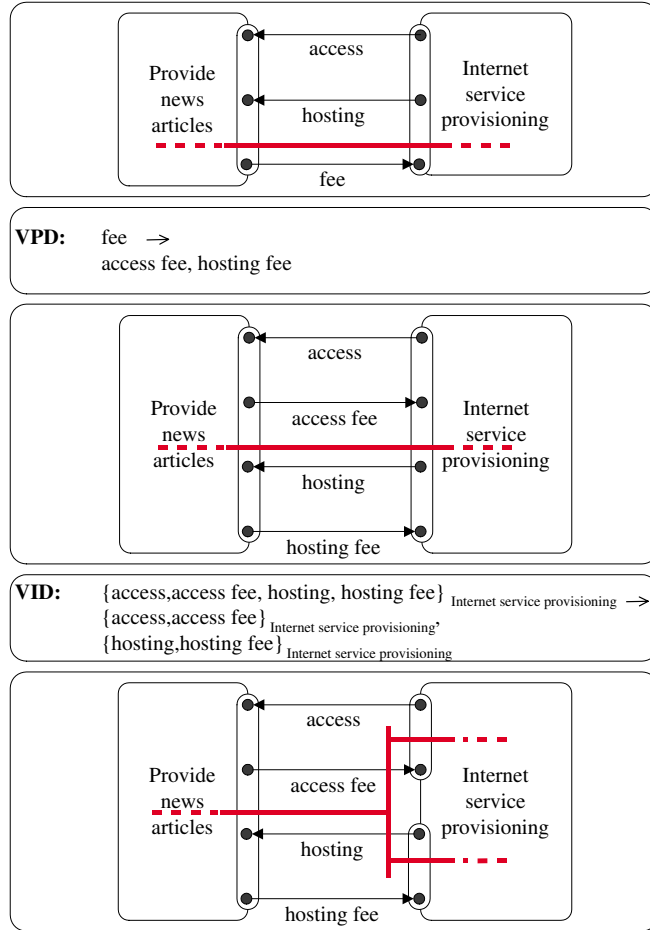 access
Provide
news
articles
Internet
service
provisioning
hosting
fee
VPD: fee →
access fee, hosting fee
access
Provide
news
articles
access fee
Internet
service
provisioning
hosting
hosting fee
VID: {access,access fee, hosting, hosting fee} Internet service provisioning →
{access,access fee} Internet service provisioning,
{hosting,hosting fee} Internet service provisioning
access
Provide
news
articles
access fee
Internet
service
provisioning
hosting
hosting fee